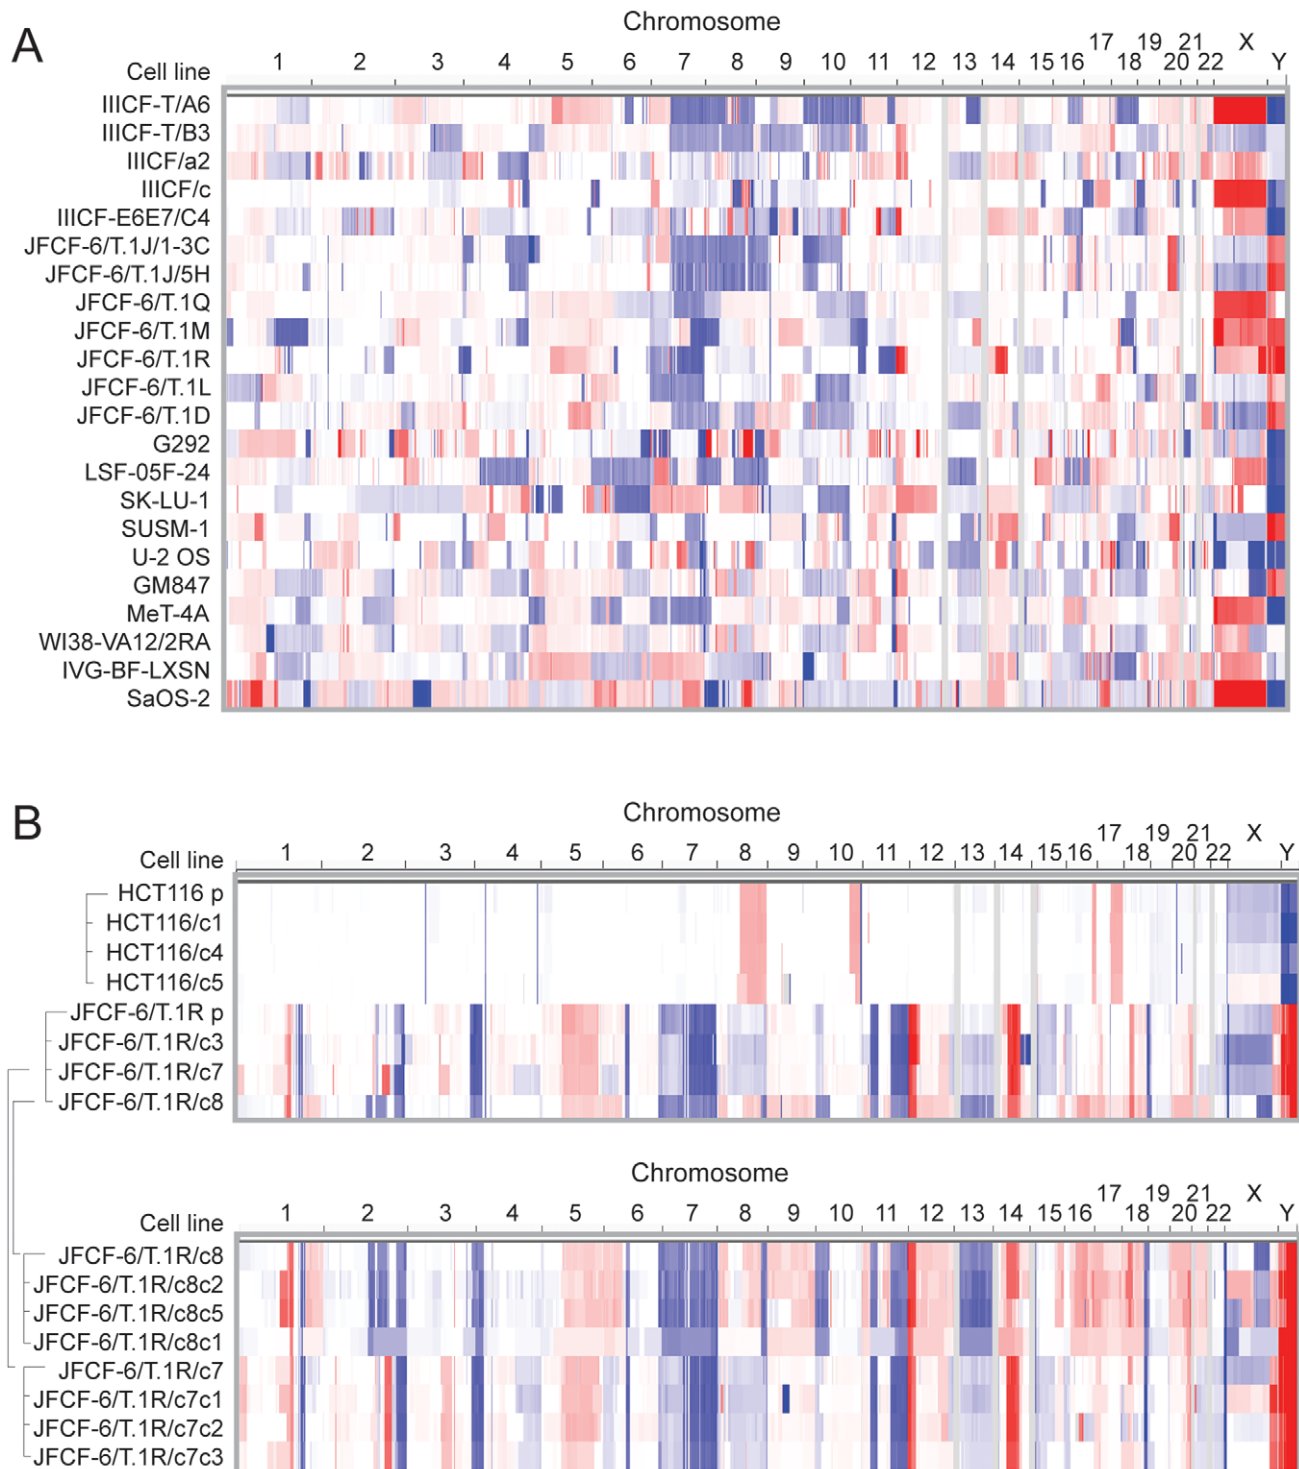 A
Chromosome
17 19 21 X
1 2 3 4 5 6 7 8 9 10 11 12 13 14 15 16 18 20 22 Y
Cell line
IIICF-T/A6
IIICF-T/B3
IIICF/a2
IIICF/c
IIICF-E6E7/C4
JFCF-6/T.1J/1-3C
JFCF-6/T.1J/5H
JFCF-6/T.1Q
JFCF-6/T.1M
JFCF-6/T.1R
JFCF-6/T.1L
JFCF-6/T.1D
G292
LSF-05F-24
SK-LU-1
SUSM-1
U-2 OS
GM847
MeT-4A
WI38-VA12/2RA
IVG-BF-LXSN
SaOS-2
B
Chromosome
17 19 21 X
Cell line 1 2 3 4 5 6 7 8 9 10 11 12 13 14 15 16 18 20 22 Y
HCT116 p
HCT116/c1
HCT116/c4
HCT116/c5
JFCF-6/T.1R p
JFCF-6/T.1R/c3
JFCF-6/T.1R/c7
JFCF-6/T.1R/c8
Chromosome
17 19 21 X
1 2 3 4 5 6 7 8 9 10 11 12 13 14 15 16 18 20 22 Y
Cell line
JFCF-6/T.1R/c8
JFCF-6/T.1R/c8c2
JFCF-6/T.1R/c8c5
JFCF-6/T.1R/c8c1
JFCF-6/T.1R/c7
JFCF-6/T.1R/c7c1
JFCF-6/T.1R/c7c2
JFCF-6/T.1R/c7c3